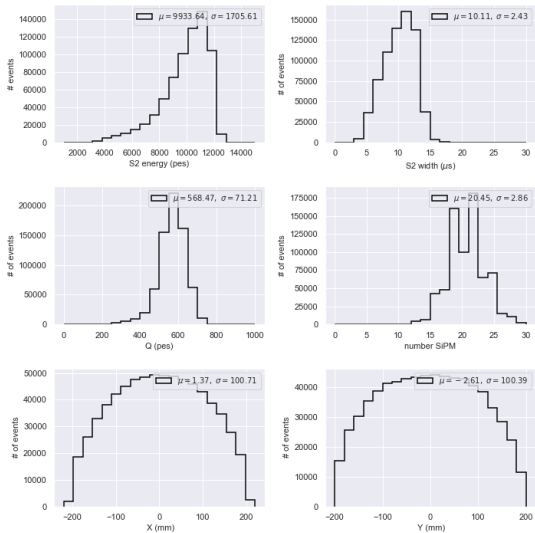 140000
120000
100000
80000
60000
40000
20000
0
# of events
μ = 9933.64, σ = 1705.61
2000 4000 6000 8000 10000 12000 14000
S2 energy (pes)
150000
125000
100000
75000
50000
25000
0
# of events
μ = 10.11, σ = 2.43
0 5 10 15 20 25 30
S2 width (μs)
200000
150000
100000
50000
0
# of events
μ = 568.47, σ = 71.21
0 200 400 600 800 1000
Q (pes)
175000
150000
125000
100000
75000
50000
25000
0
# of events
μ = 20.45, σ = 2.86
0 5 10 15 20 25 30
number SiPM
50000
40000
30000
20000
10000
0
# of events
μ = 1.37, σ = 100.71
−200 −100 0 100 200
X (mm)
40000
30000
20000
10000
0
# of events
μ = −2.61, σ = 100.39
−200 −100 0 100 200
Y (mm)